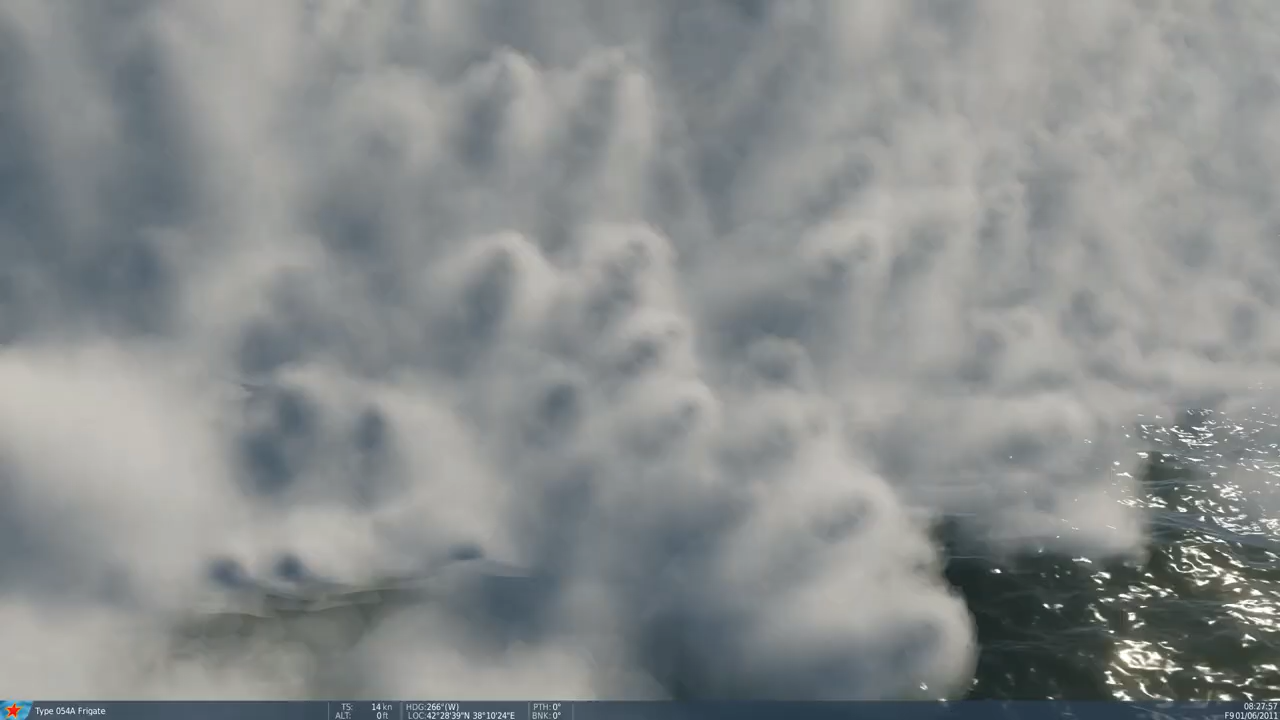 Type 054A Frigate
TS: 14 kn
ALT: 0 ft
HDG: 266°(W)
LOC: 42°28'39"N 38°10'24"E
PTH: 0°
BNK: 0°
08:27:57
F9 01/06/2011